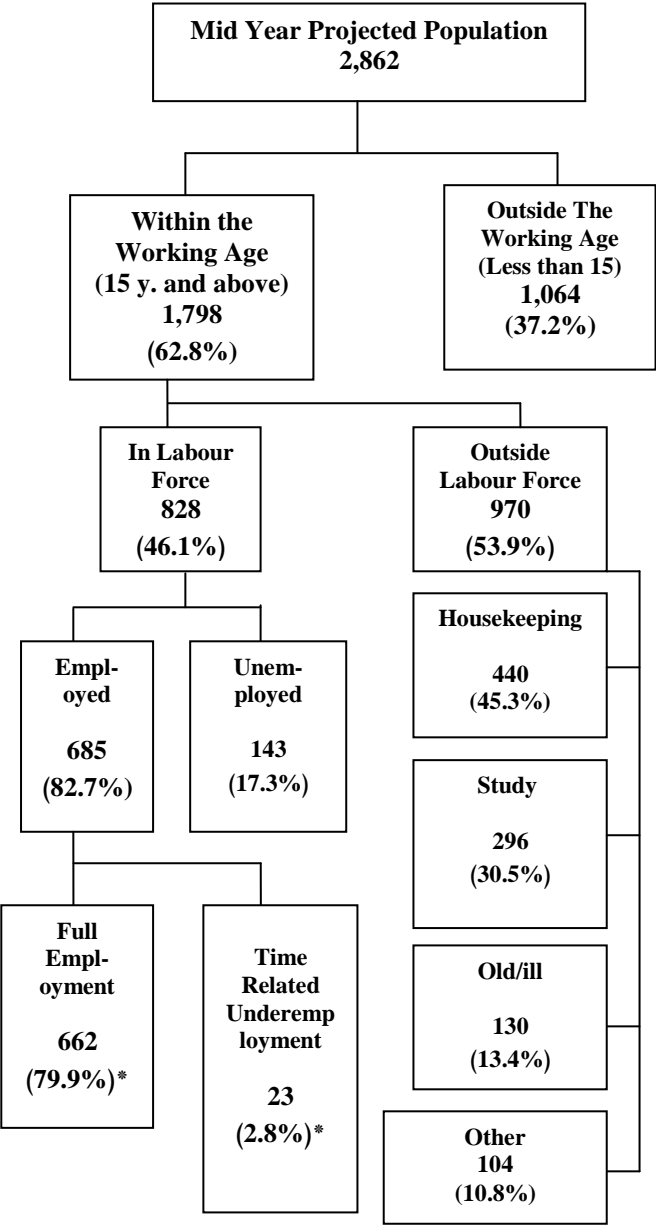 Mid Year Projected Population
2,862
Within the
Working Age
(15 y. and above)
1,798
(62.8%)
Outside The
Working Age
(Less than 15)
1,064
(37.2%)
In Labour
Force
828
(46.1%)
Outside
Labour Force
970
(53.9%)
Empl-
oyed
685
(82.7%)
Unem-
ployed
143
(17.3%)
Housekeeping
440
(45.3%)
Study
296
(30.5%)
Old/ill
130
(13.4%)
Other
104
(10.8%)
Full
Empl-
oyment
662
(79.9%)*
Time
Related
Underemp
loyment
23
(2.8%)*